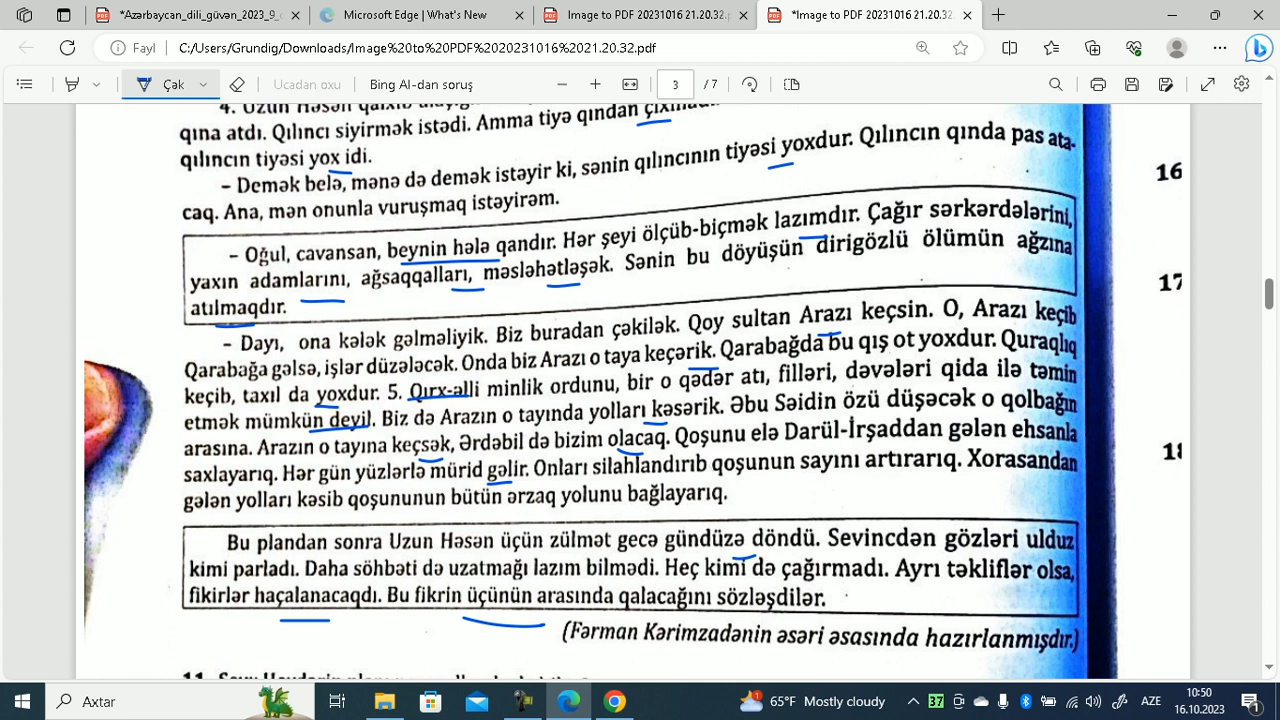 *Azərbaycan_dili_güvən_2023_9_c
Microsoft Edge | What's New
Image to PDF 20231016 21.20.32.p
*Image to PDF 20231016 21.20.32
Fayl
C:/Users/Grundig/Downloads/Image%20to%20PDF%2020231016%2021.20.32.pdf
Çak
Ucadan oxu
Bing AI-dan soruş
3
/ 7
4. Uzun Həsən qalxıb
qına atdı. Qılıncı siyirmək istədi. Amma tiyə qından çıxmadı.
qılıncın tiyəsi yox idi.
– Demək belə, mənə də demək istəyir ki, sənin qılıncının tiyəsi yoxdur. Qılıncın qında pas ata-
caq. Ana, mən onunla vuruşmaq istəyirəm.
– Oğul, cavansan, beynin hələ qandır. Hər şeyi ölçüb-biçmək lazımdır. Çağır sərkərdələrini,
yaxın adamlarını, ağsaqqalları, məsləhətləşək. Sənin bu döyüşün dirigözlü ölümün ağzına
atılmaqdır.
– Dayı, ona kələk gəlməliyik. Biz buradan çəkilək. Qoy sultan Arazı keçsin. O, Arazı keçib
Qarabağa gəlsə, işlər düzələcək. Onda biz Arazı o taya keçərik. Qarabağda bu qış ot yoxdur. Quraqlıq
keçib, taxıl da yoxdur. 5. Qırx-əlli minlik ordunu, bir o qədər atı, filləri, dəvələri qida ilə təmin
etmək mümkün deyil. Biz də Arazın o tayında yolları kəsərik. Əbu Səidin özü düşəcək o qolbağın
arasına. Arazın o tayına keçsək, Ərdəbil də bizim olacaq. Qoşunu elə Darül-İrşaddan gələn ehsanla
saxlayarıq. Hər gün yüzlərlə mürid gəlir. Onları silahlandırıb qoşunun sayını artırarıq. Xorasandan
gələn yolları kəsib qoşununun bütün ərzaq yolunu bağlayarıq.
Bu plandan sonra Uzun Həsən üçün zülmət gecə gündüzə döndü. Sevincdən gözləri ulduz
kimi parladı. Daha söhbəti də uzatmağı lazım bilmədi. Heç kimi də çağırmadı. Ayrı təkliflər olsa,
fikirlər haçalanacaqdı. Bu fikrin üçünün arasında qalacağını sözləşdilər.
(Fərman Kərimzadənin əsəri əsasında hazırlanmışdır.)
16
17
18
Axtar
65°F Mostly cloudy
37
AZE
10:50
16.10.2023
1